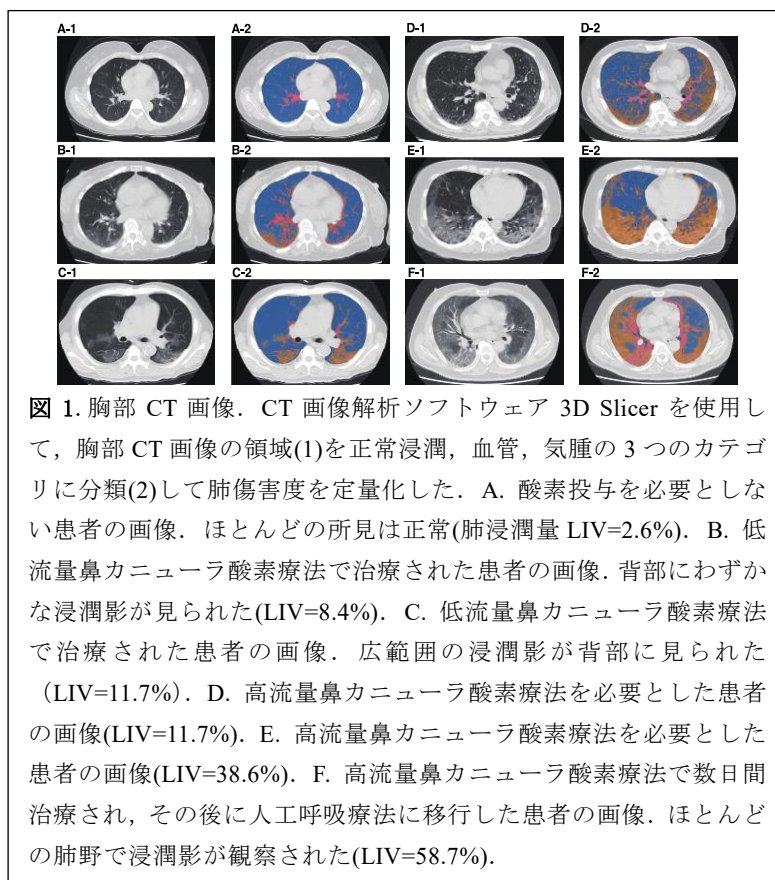 A-1 A-2 D-1 D-2
B-1 B-2 E-1 E-2
C-1 C-2 F-1 F-2
図 1. 胸部 CT 画像．CT 画像解析ソフトウェア 3D Slicer を使用し
て，胸部 CT 画像の領域(1)を正常浸潤，血管，気腫の 3 つのカテゴ
リに分類(2)して肺傷害度を定量化した．A. 酸素投与を必要としな
い患者の画像．ほとんどの所見は正常(肺浸潤量 LIV=2.6%)．B. 低
流量鼻カニューラ酸素療法で治療された患者の画像．背部にわずか
な浸潤影が見られた(LIV=8.4%)．C. 低流量鼻カニューラ酸素療法
で治療された患者の画像．広範囲の浸潤影が背部に見られた
（LIV=11.7%）．D. 高流量鼻カニューラ酸素療法を必要とした患者
の画像(LIV=11.7%)．E. 高流量鼻カニューラ酸素療法を必要とした
患者の画像(LIV=38.6%)．F. 高流量鼻カニューラ酸素療法で数日間
治療され，その後に人工呼吸療法に移行した患者の画像．ほとんど
の肺野で浸潤影が観察された(LIV=58.7%)．